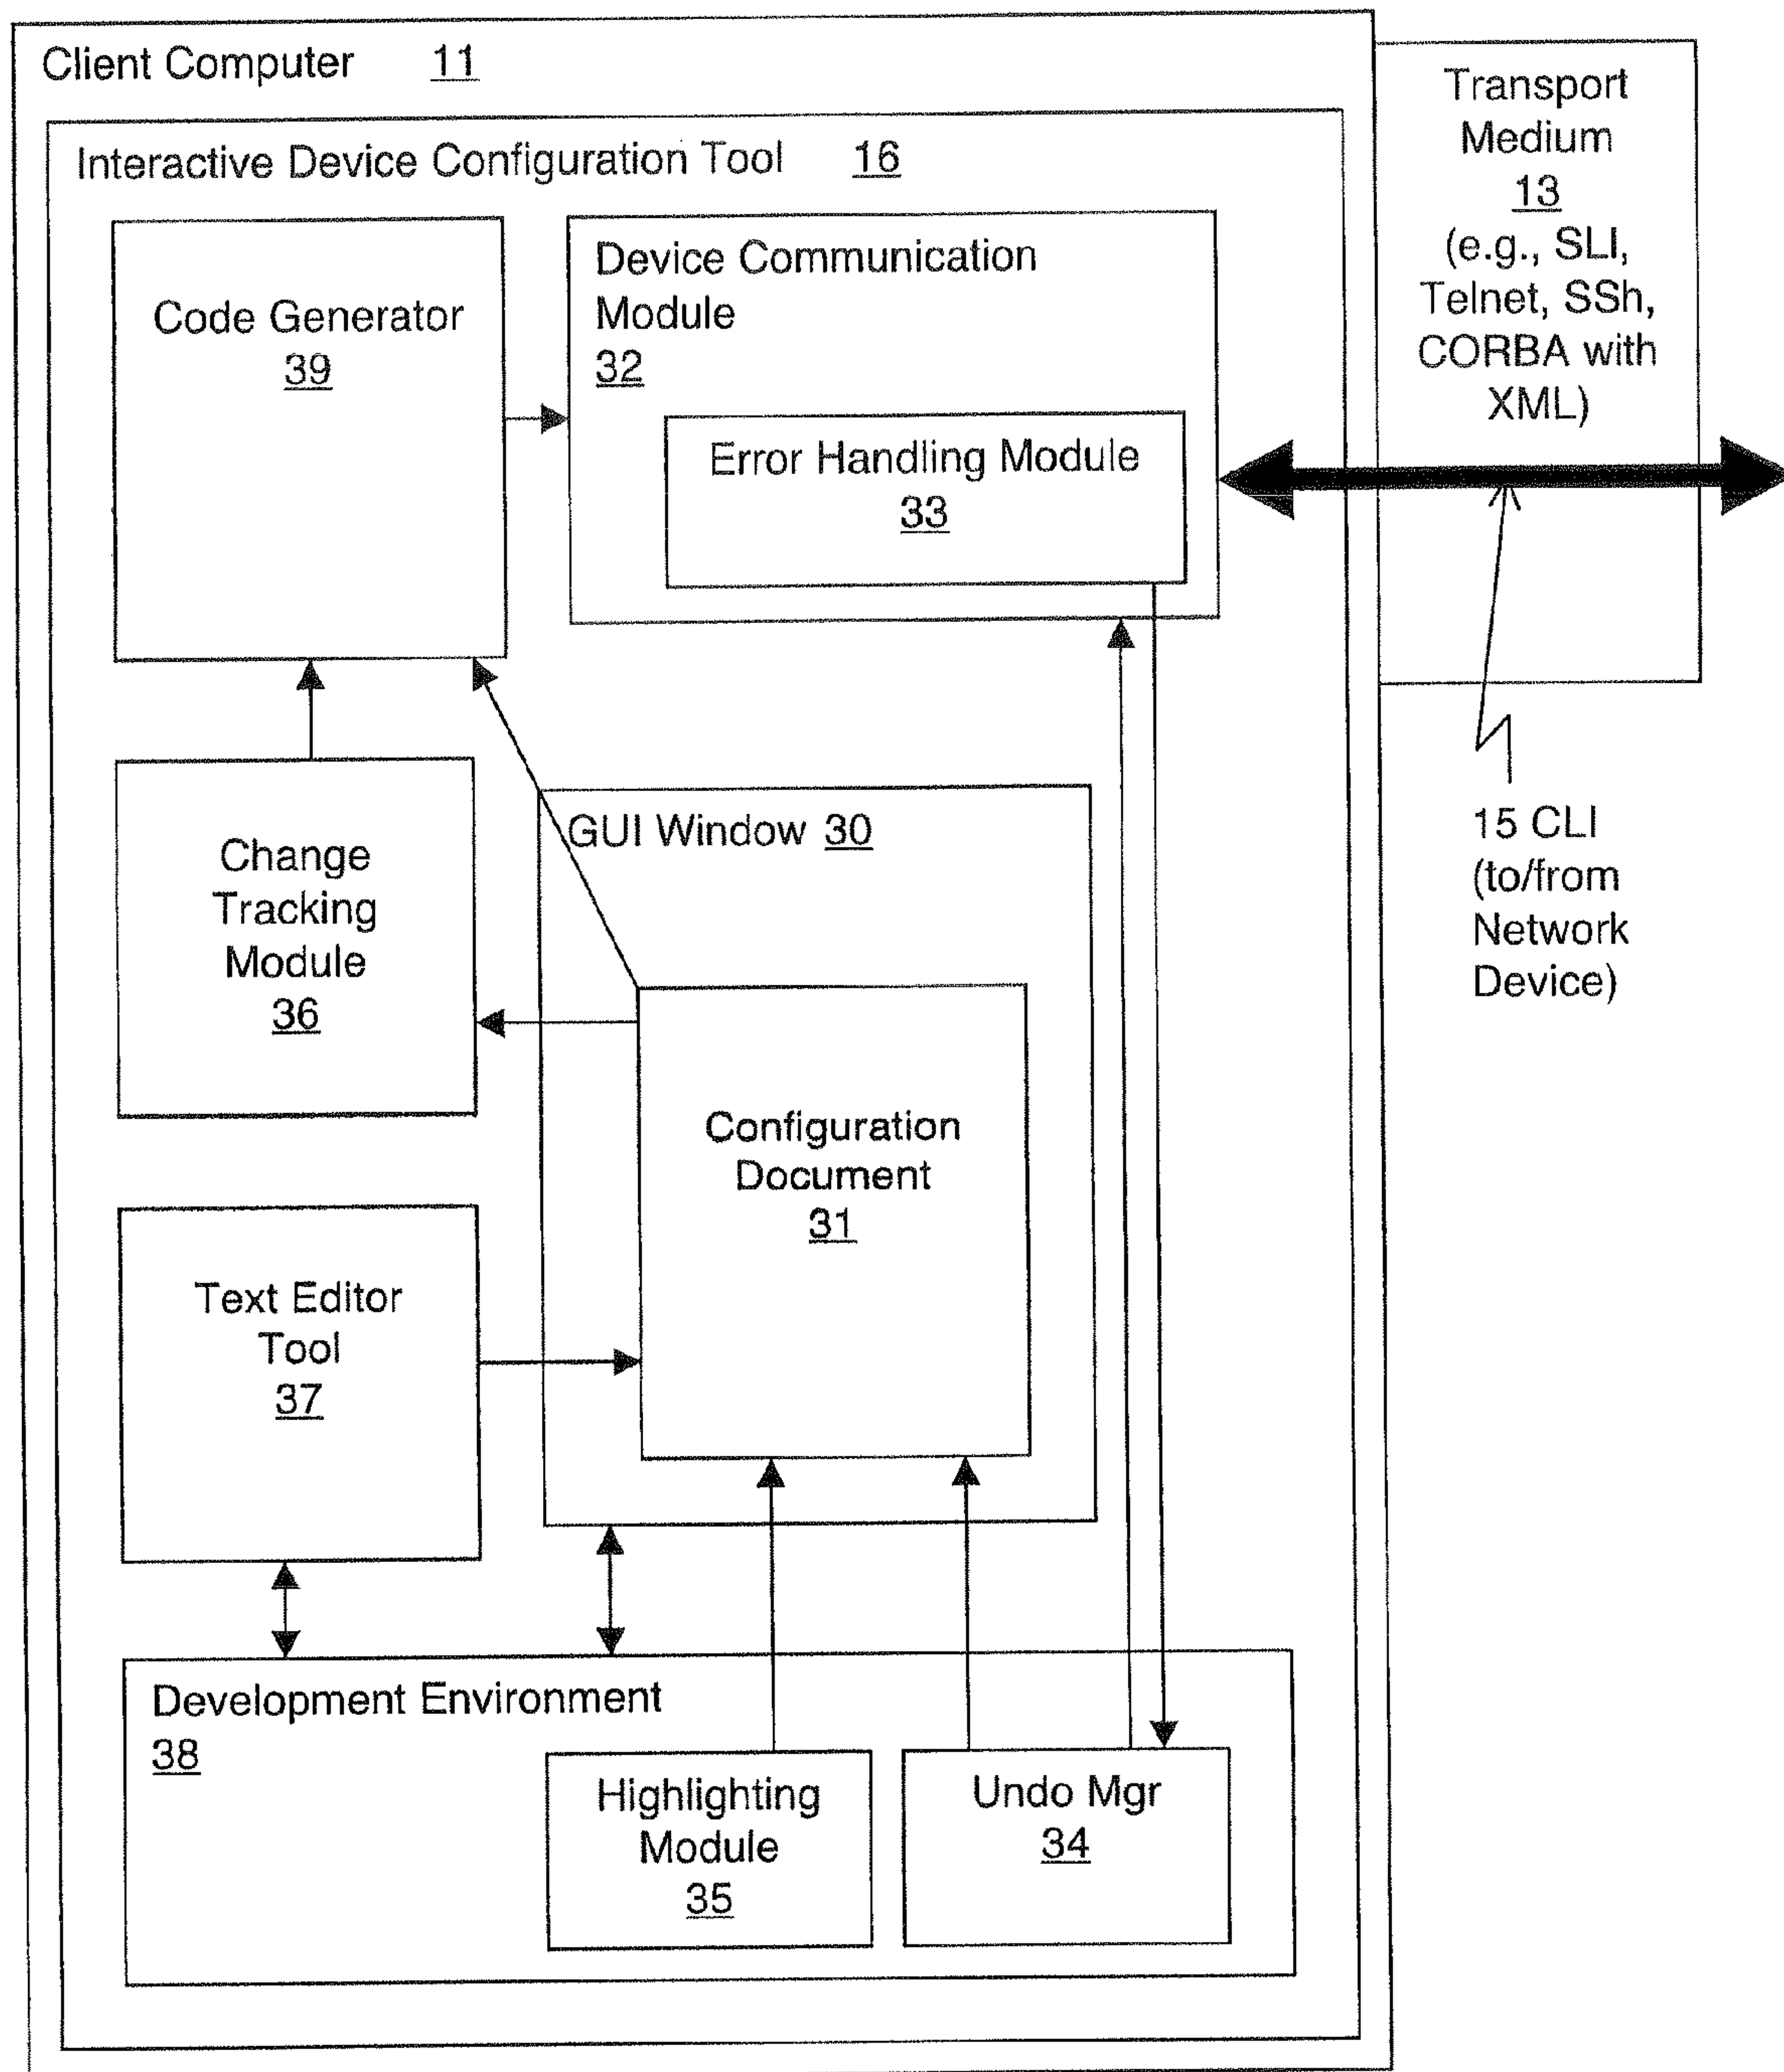 Client Computer 11
Transport
Medium
13
(e.g., SLI,
Telnet, SSh,
CORBA with
XML)
Interactive Device Configuration Tool 16
Code Generator
39
Device Communication
Module
32
Error Handling Module
33
15 CLI
(to/from
Network
Device)
Change
Tracking
Module
36
GUI Window 30
Configuration
Document
31
Text Editor
Tool
37
Development Environment
38
Highlighting
Module
35
Undo Mgr
34